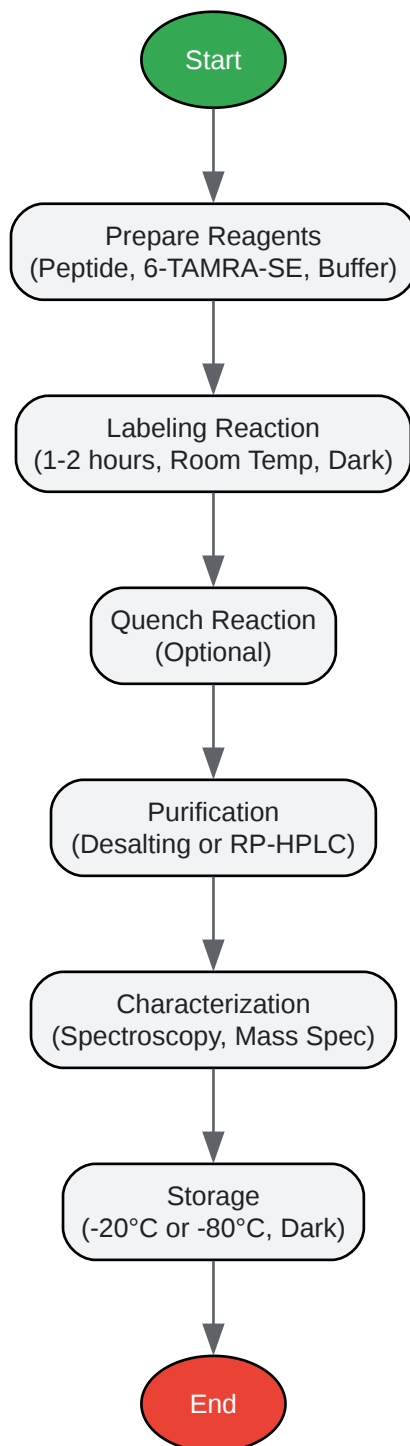 Start
Prepare Reagents
(Peptide, 6-TAMRA-SE, Buffer)
Labeling Reaction
(1-2 hours, Room Temp, Dark)
Quench Reaction
(Optional)
Purification
(Desalting or RP-HPLC)
Characterization
(Spectroscopy, Mass Spec)
Storage
(-20°C or -80°C, Dark)
End